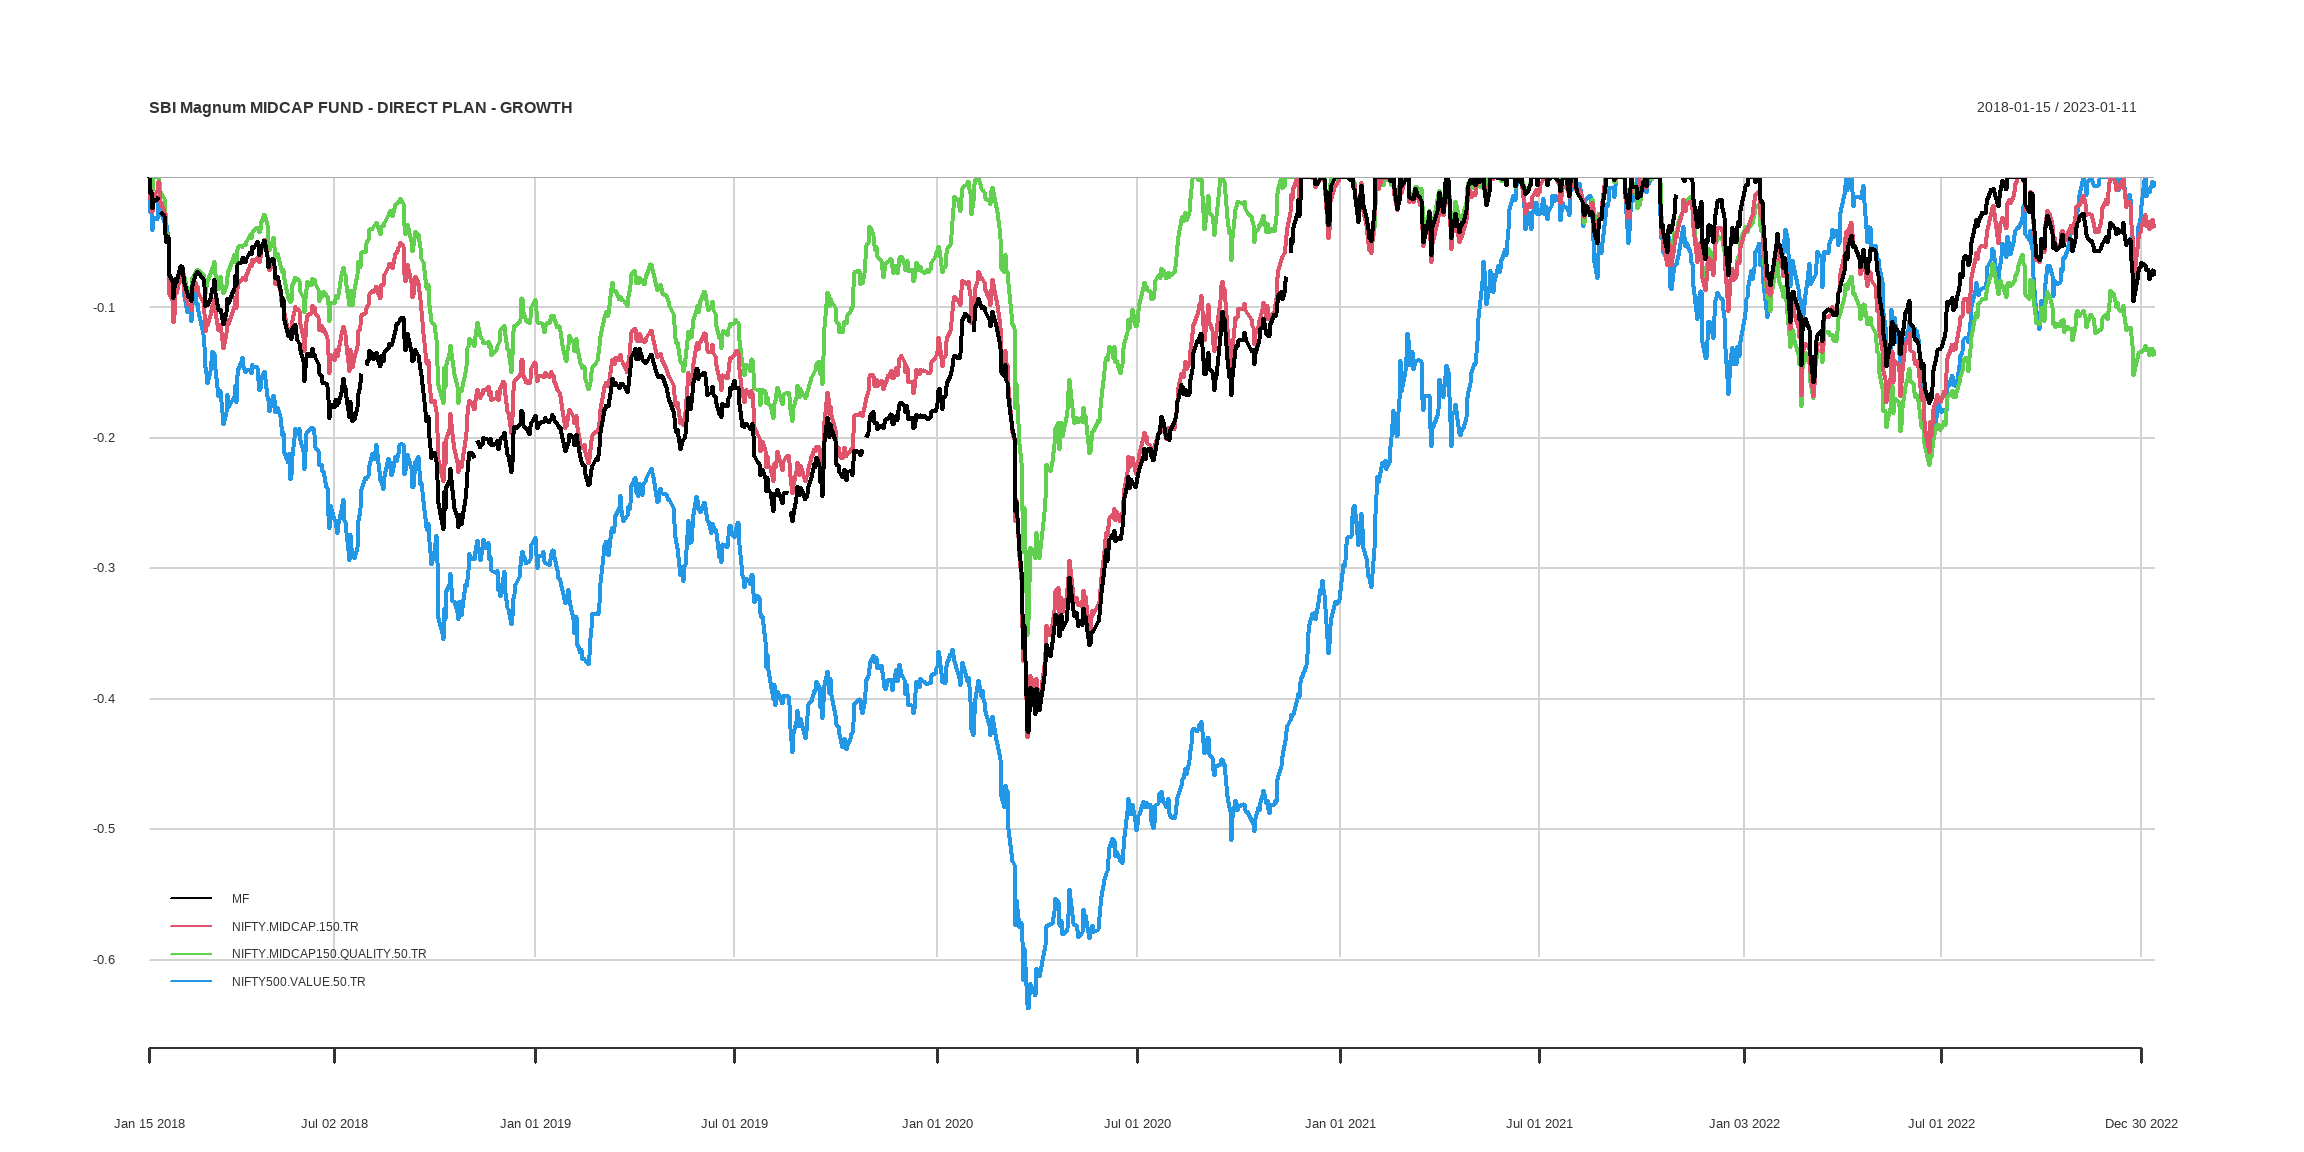 SBI Magnum MIDCAP FUND - DIRECT PLAN - GROWTH
2018-01-15 / 2023-01-11
-0.1
-0.2
-0.3
-0.4
-0.5
-0.6
MF
NIFTY.MIDCAP.150.TR
NIFTY.MIDCAP150.QUALITY.50.TR
NIFTY500.VALUE.50.TR
Jan 15 2018
Jul 02 2018
Jan 01 2019
Jul 01 2019
Jan 01 2020
Jul 01 2020
Jan 01 2021
Jul 01 2021
Jan 03 2022
Jul 01 2022
Dec 30 2022